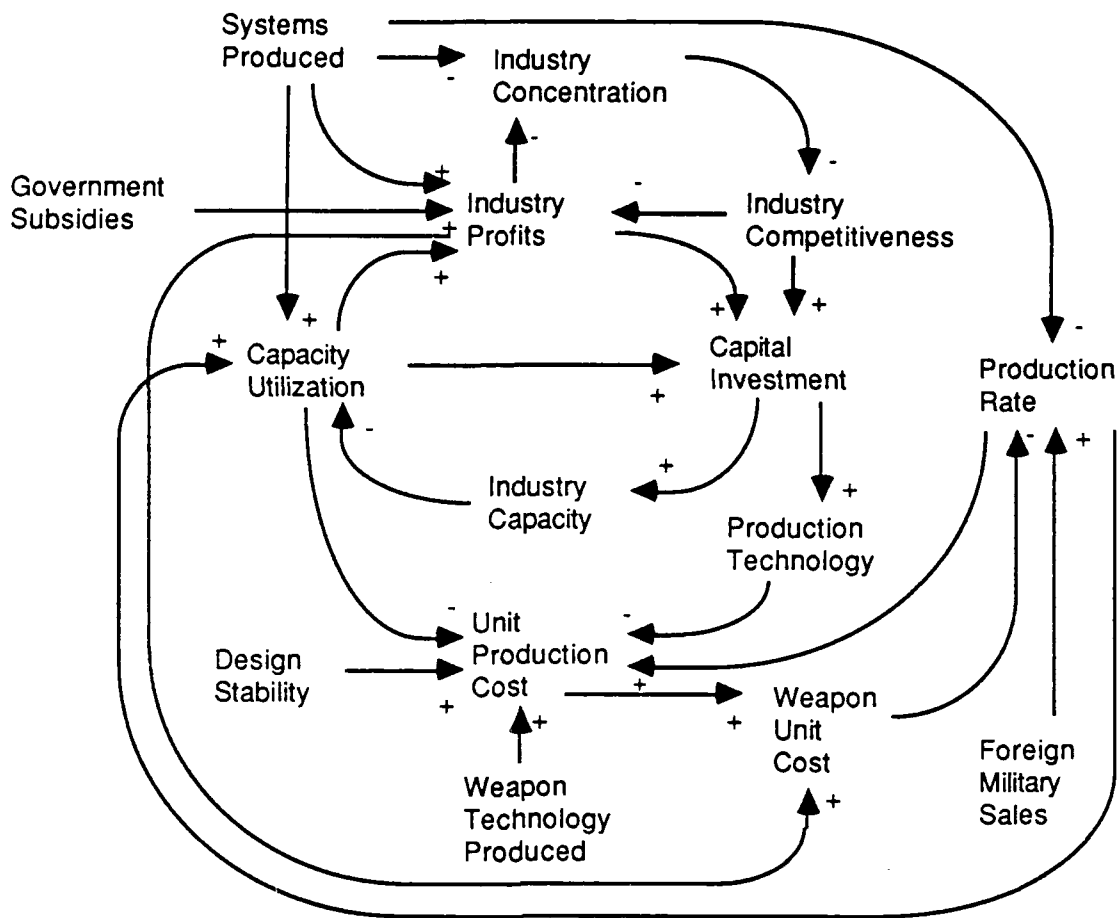 Systems
Produced
Industry
Concentration
-
-
-
+
-
Government
Subsidies
Industry
Profits
Industry
Competitiveness
+
+
+
+
+
+
-
Capacity
Utilization
Capital
Investment
Production
Rate
+
-
-
+
+
Industry
Capacity
+
Production
Technology
-
-
Unit
Production
Cost
Design
Stability
+
+
+
+
Weapon
Unit
Cost
Weapon
Technology
Produced
+
Foreign
Military
Sales